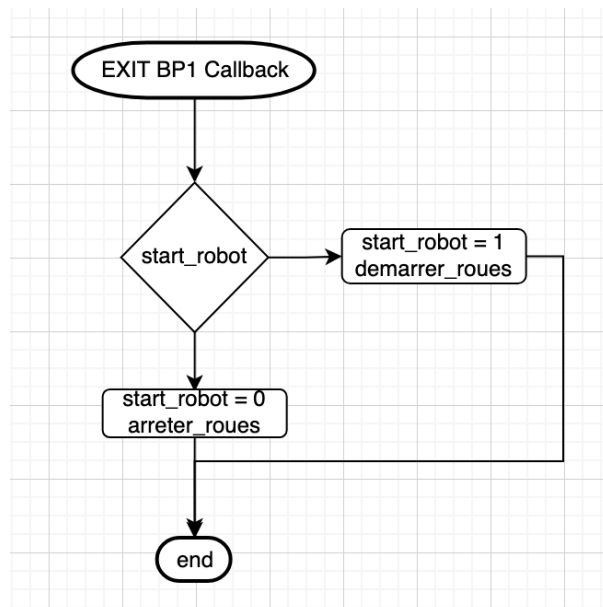 EXIT BP1 Callback
start_robot
start_robot = 1
demarrer_roues
start_robot = 0
arreter_roues
end